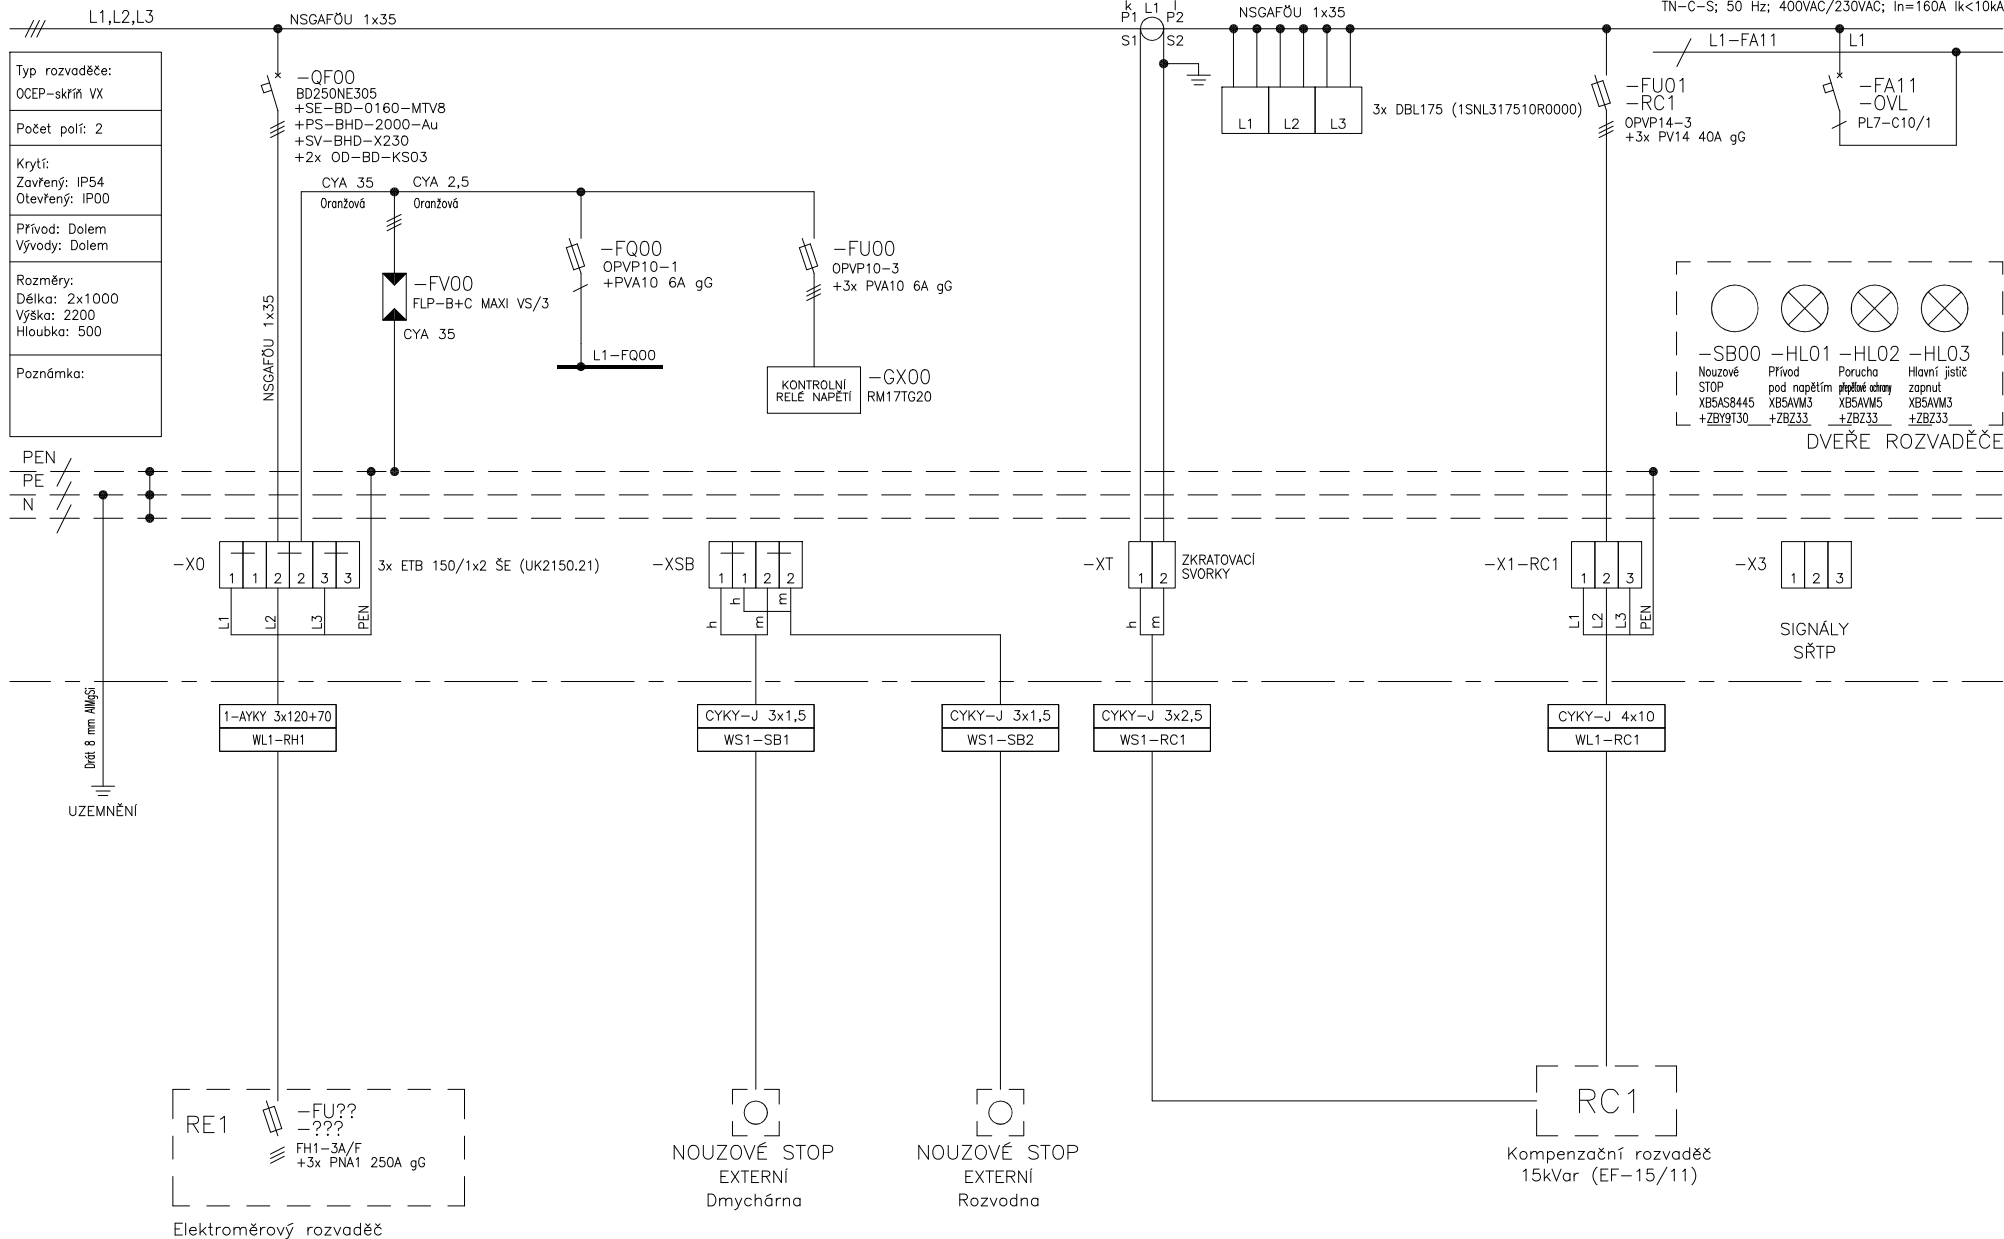 L1,L2,L3
NSGAFÖU 1x35
k L1 l
P1 P2
S1 S2
NSGAFÖU 1x35
TN-C-S; 50 Hz; 400VAC/230VAC; In=160A Ik<10kA
L1-FA11 L1
Typ rozvaděče:
OCEP-skříň VX
Počet polí: 2
Krytí:
Zavřený: IP54
Otevřený: IP00
Přívod: Dolem
Vývody: Dolem
Rozměry:
Délka: 2x1000
Výška: 2200
Hloubka: 500
Poznámka:
-QF00
BD250NE305
+SE-BD-0160-MTV8
+PS-BHD-2000-Au
+SV-BHD-X230
+2x OD-BD-KS03
CYA 35
Oranžová
CYA 2,5
Oranžová
NSGAFÖU 1x35
-FV00
FLP-B+C MAXI VS/3
CYA 35
-FQ00
OPVP10-1
+PVA10 6A gG
L1-FQ00
-FU00
OPVP10-3
+3x PVA10 6A gG
KONTROLNÍ
RELÉ NAPĚTÍ
-GX00
RM17TG20
L1 L2 L3
3x DBL175 (1SNL317510R0000)
-FU01
-RC1
OPVP14-3
+3x PV14 40A gG
-FA11
-OVL
PL7-C10/1
-SB00
Nouzové
STOP
XB5AS8445
+ZBY9T30
-HL01
Přívod
pod napětím
XB5AVM3
+ZBZ33
-HL02
Porucha
přepěťové ochrany
XB5AVM5
+ZBZ33
-HL03
Hlavní jistič
zapnut
XB5AVM3
+ZBZ33
DVEŘE ROZVADĚČE
PEN
PE
N
-X0
1 1 2 2 3 3
3x ETB 150/1x2 ŠE (UK2150.21)
L1 L2 L3 PEN
-XSB
1 1 2 2
h h m m
-XT
1 2
ZKRATOVACÍ
SVORKY
h m
-X1-RC1
1 2 3
L1 L2 L3 PEN
-X3
1 2 3
SIGNÁLY
SŘTP
Drát 8 mm AlMgSi
UZEMNĚNÍ
1-AYKY 3x120+70
WL1-RH1
CYKY-J 3x1,5
WS1-SB1
CYKY-J 3x1,5
WS1-SB2
CYKY-J 3x2,5
WS1-RC1
CYKY-J 4x10
WL1-RC1
RE1
-FU??
-???
FH1-3A/F
+3x PNA1 250A gG
Elektroměrový rozvaděč
NOUZOVÉ STOP
EXTERNÍ
Dmychárna
NOUZOVÉ STOP
EXTERNÍ
Rozvodna
RC1
Kompenzační rozvaděč
15kVar (EF-15/11)